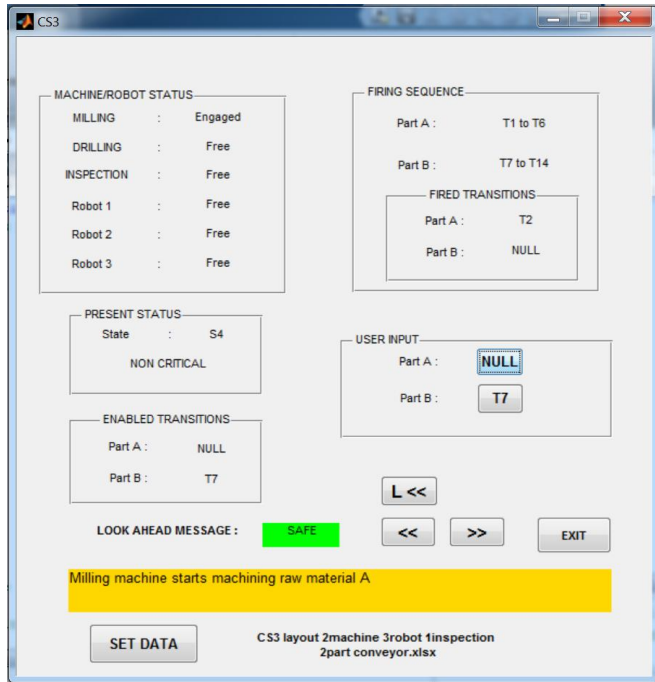 CS3
MACHINE/ROBOT STATUS
MILLING : Engaged
DRILLING : Free
INSPECTION : Free
Robot 1 : Free
Robot 2 : Free
Robot 3 : Free
FIRING SEQUENCE
Part A : T1 to T6
Part B : T7 to T14
FIRED TRANSITIONS
Part A : T2
Part B : NULL
PRESENT STATUS
State : S4
NON CRITICAL
USER INPUT
Part A : NULL
Part B : T7
ENABLED TRANSITIONS
Part A : NULL
Part B : T7
L <<
LOOK AHEAD MESSAGE : SAFE
<< >> EXIT
Milling machine starts machining raw material A
SET DATA
CS3 layout 2machine 3robot 1inspection
2part conveyor.xlsx